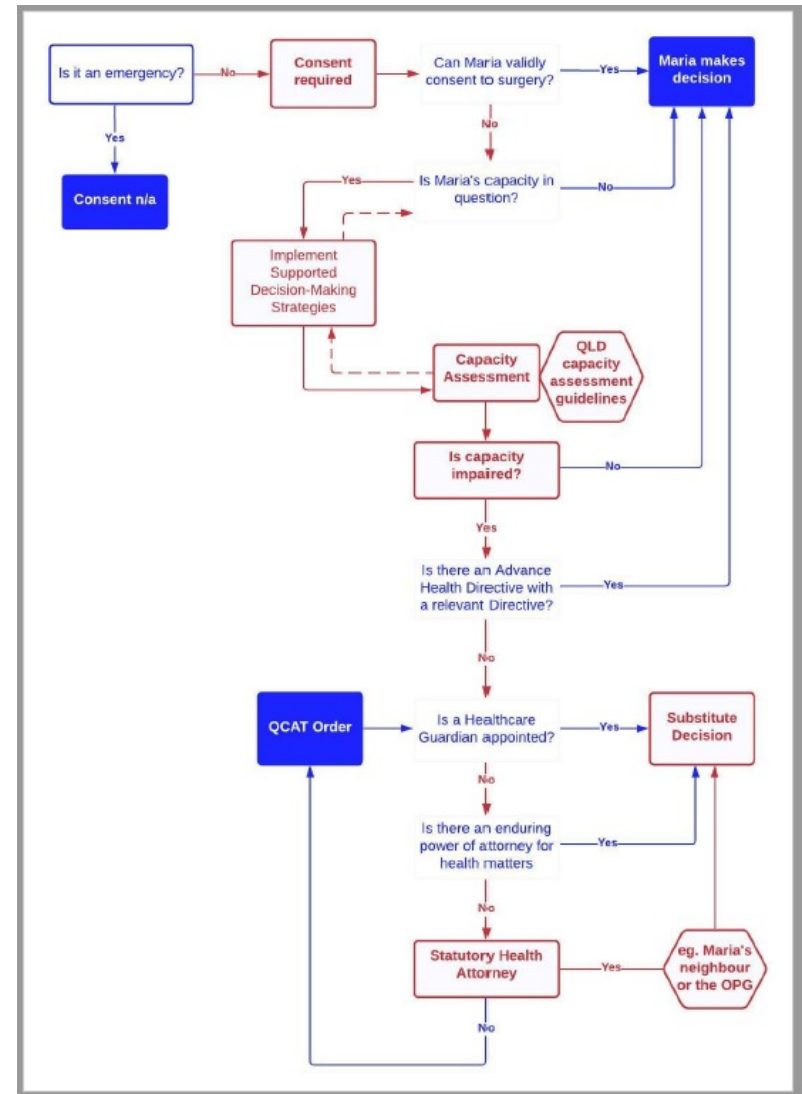 Is it an emergency?
No
Consent
required
Can Maria validly
consent to surgery?
Yes
Maria makes
decision
Yes
No
Consent n/a
Yes
Is Maria's capacity in
question?
No
Implement
Supported
Decision-Making
Strategies
Capacity
Assessment
QLD
capacity
assessment
guidelines
Is capacity
impaired?
No
Yes
Is there an Advance
Health Directive with
a relevant Directive?
Yes
No
QCAT Order
Is a Healthcare
Guardian appointed?
Yes
Substitute
Decision
No
Is there an enduring
power of attorney for
health matters
Yes
No
Statutory Health
Attorney
Yes
eg. Maria's
neighbour
or the OPG
No